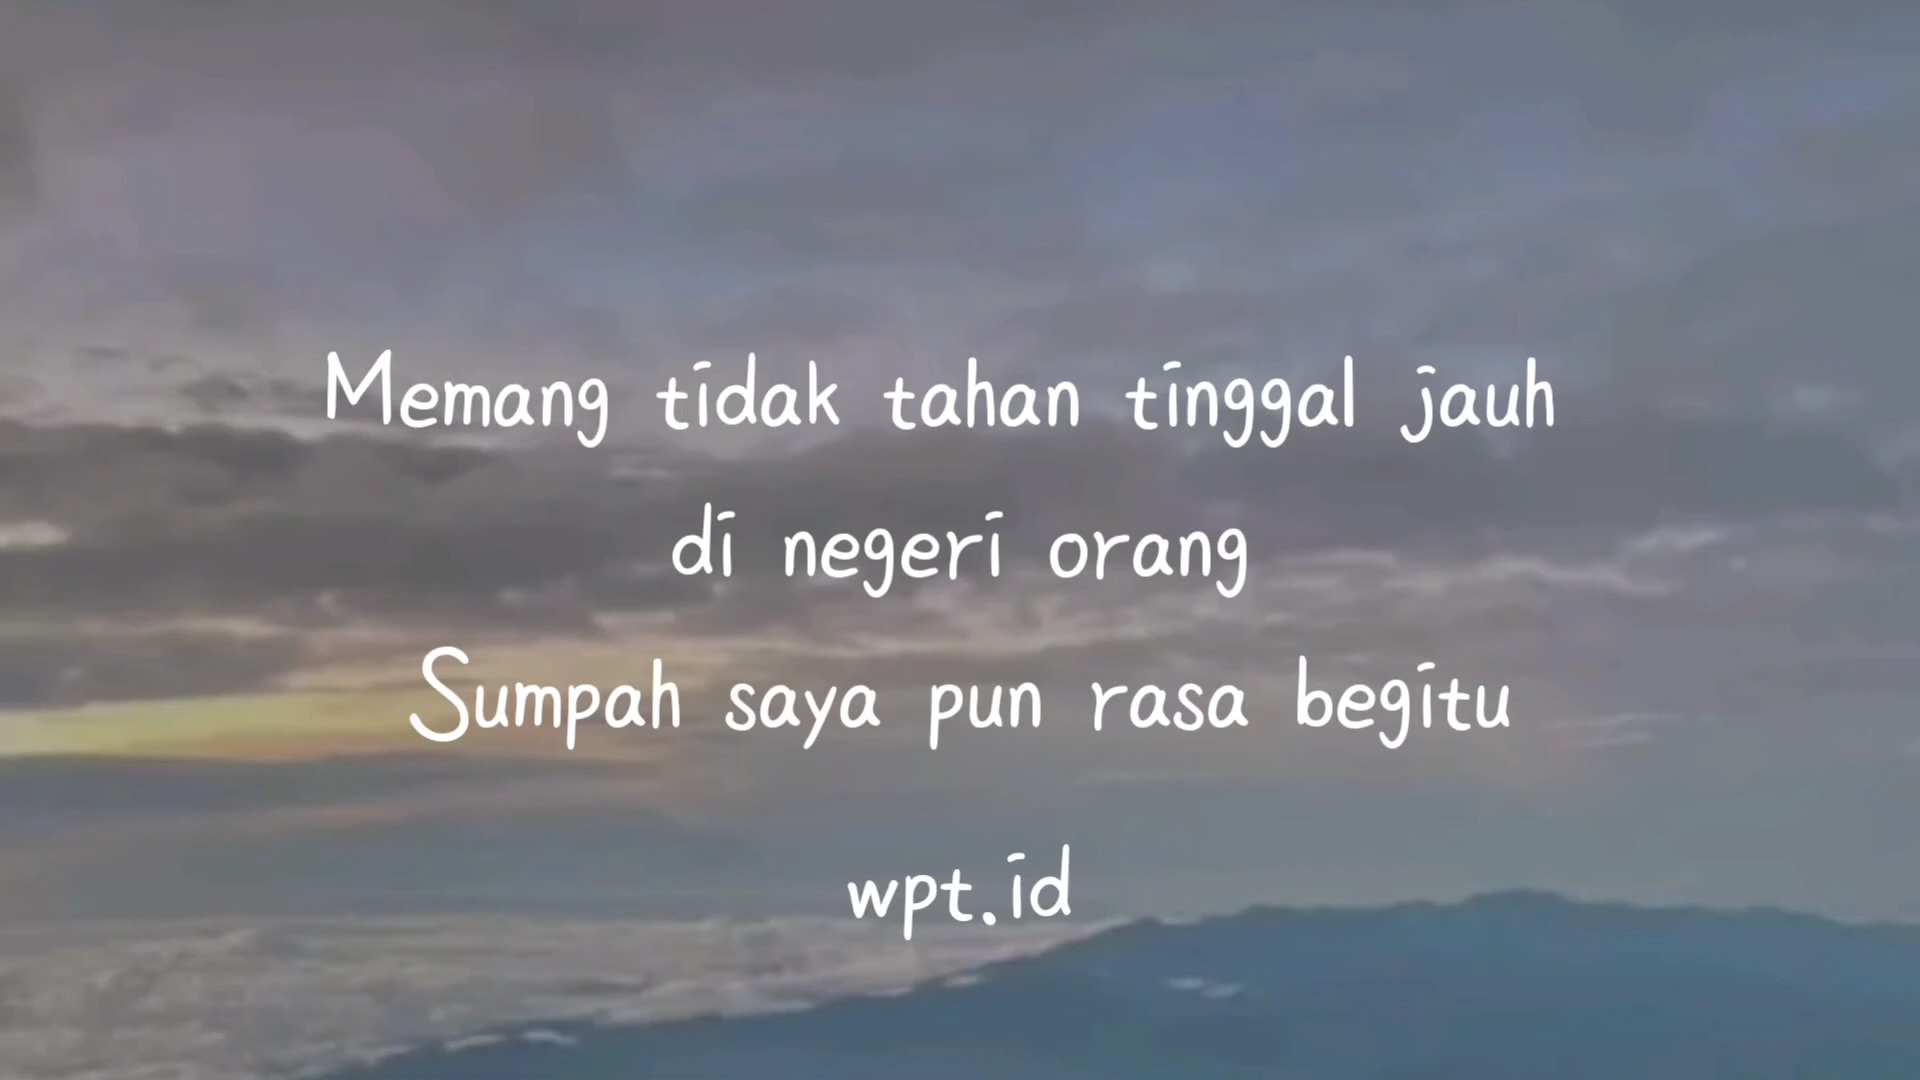 Memang tidak tahan tinggal jauh
di negeri orang
Sumpah saya pun rasa begitu
wpt.id